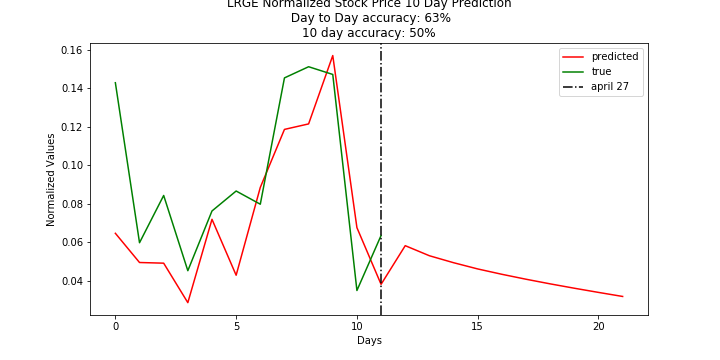 LRGE Normalized Stock Price 10 Day Prediction
Day to Day accuracy: 63%
10 day accuracy: 50%
predicted
true
april 27
Normalized Values
0.16
0.14
0.12
0.10
0.08
0.06
0.04
0
5
10
15
20
Days